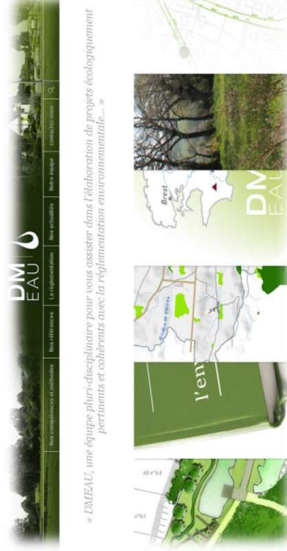 DM
EAU
Nos compétences et méthodes
Nos références
La réglementation
Nos actualités
Notre équipe
contactez-nous
« DMEAU, une équipe pluri-disciplinaire pour vous assister dans l'élaboration de projets écologiquement
pertinents et cohérents avec la réglementation environnementale... »
l'en
Brest
DM
EAU